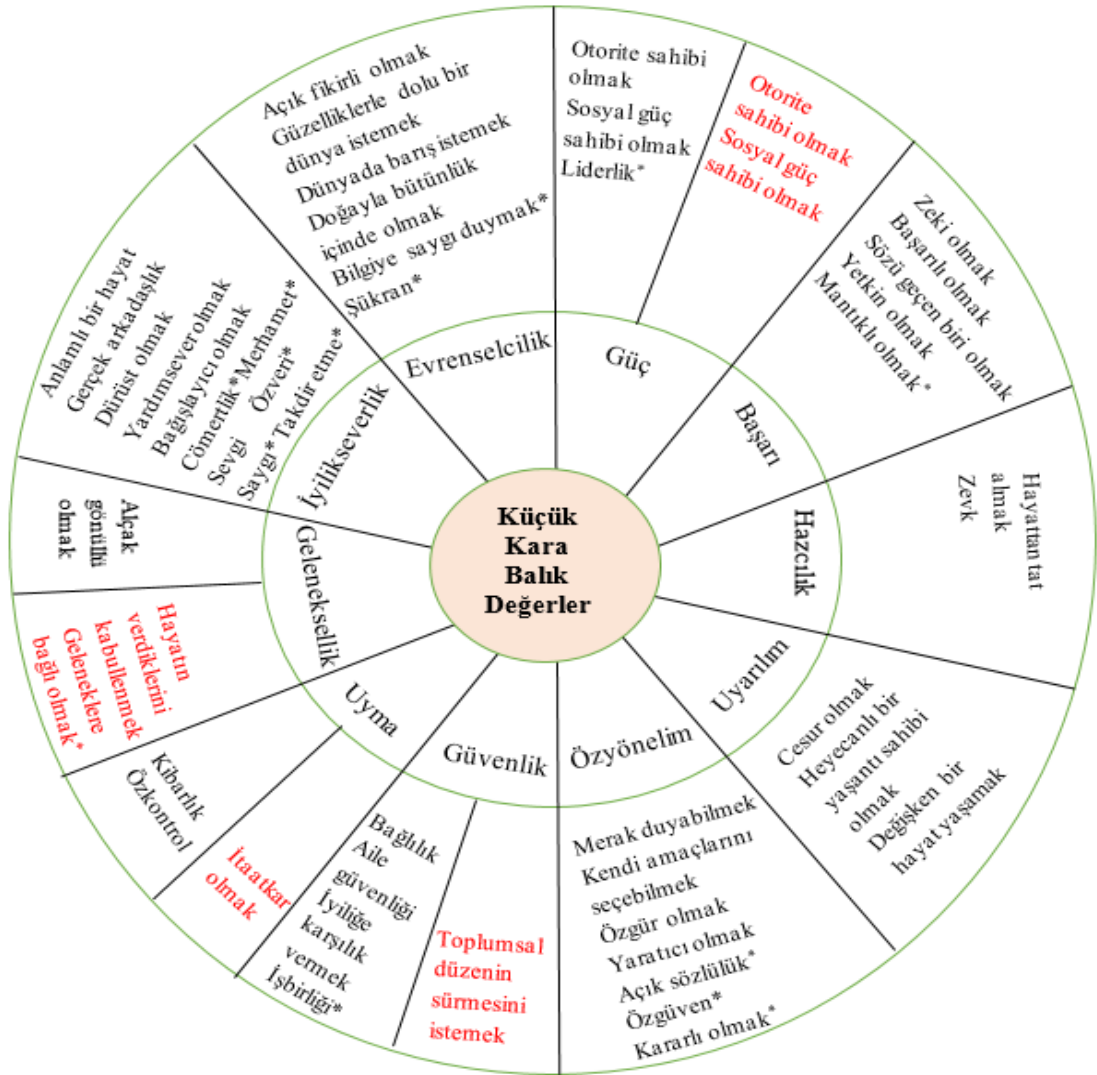 Küçük
Kara
Balık
Değerler
Güç
Otorite sahibi
olmak
Sosyal güç
sahibi olmak
Liderlik*
Otorite
sahibi olmak
Sosyal güç
sahibi olmak
Başarı
Zeki olmak
Başarılı olmak
Sözü geçen biri olmak
Yetkin olmak
Mantıklı olmak*
Hazcılık
Hayattan tat
almak
Zevk
Uyarılım
Cesur olmak
Heyecanlı bir
yaşantı sahibi
olmak
Değişken bir
hayat yaşamak
Özyönelim
Merak duyabilmek
Kendi amaçlarını
seçebilmek
Özgür olmak
Yaratıcı olmak
Açık sözlülük*
Özgüven*
Kararlı olmak*
Güvenlik
Toplumsal
düzenin
sürmesini
istemek
Bağlılık
Aile
güvenliği
İyiliğe
karşılık
vermek
İşbirliği*
Uyma
İtaatkar
olmak
Kibarlık
Özkontrol
Geleneksellik
Hayatın
verdiklerini
kabullenmek
Geleneklere
bağlı olmak*
Alçak
gönüllü
olmak
İyilikseverlik
Anlamlı bir hayat
Gerçek arkadaşlık
Dürüst olmak
Yardımsever olmak
Bağışlayıcı olmak
Cömertlik*Merhamet*
Sevgi Özveri*
Saygı*Takdir etme*
Evrenselcilik
Açık fikirli olmak
Güzelliklerle dolu bir
dünya istemek
Dünyada barış istemek
Doğayla bütünlük
içinde olmak
Bilgiye saygı duymak*
Şükran*